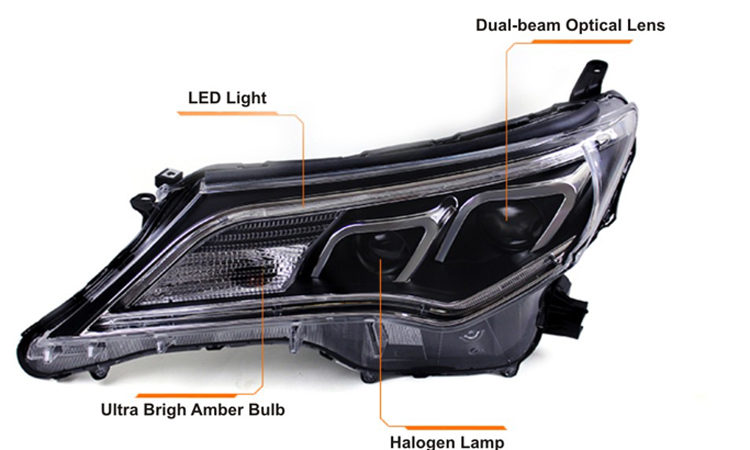 Dual-beam Optical Lens
LED Light
Ultra Brigh Amber Bulb
Halogen Lamp